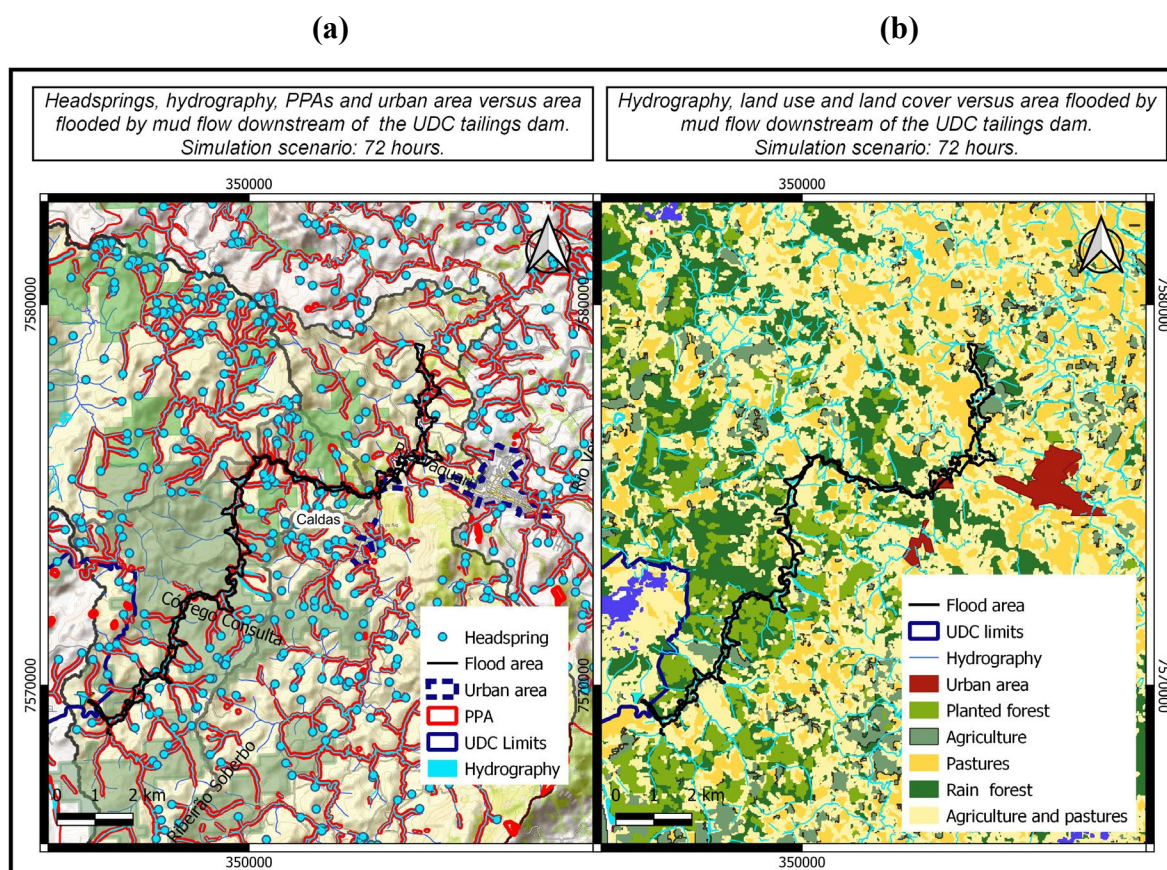 (a)
(b)
Headsprings, hydrography, PPAs and urban area versus area
flooded by mud flow downstream of the UDC tailings dam.
Simulation scenario: 72 hours.
Hydrography, land use and land cover versus area flooded by
mud flow downstream of the UDC tailings dam.
Simulation scenario: 72 hours.
350000
350000
7580000
7580000
Caldas
Córrego Consulta
Ribeirão Soberbo
7570000
7570000
Headspring
Flood area
Urban area
PPA
UDC Limits
Hydrography
0 1 2 km
Flood area
UDC limits
Hydrography
Urban area
Planted forest
Agriculture
Pastures
Rain forest
Agriculture and pastures
0 1 2 km
350000
350000